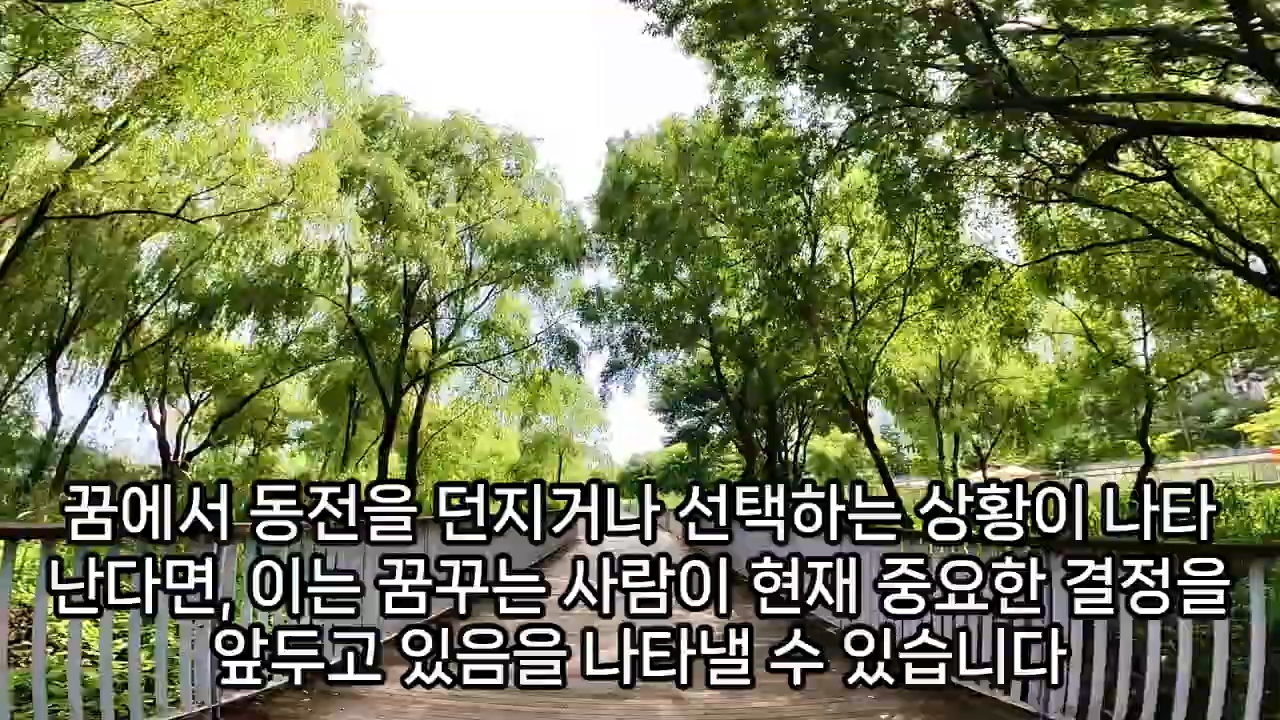 꿈에서 동전을 던지거나 선택하는 상황이 나타
난다면, 이는 꿈꾸는 사람이 현재 중요한 결정을
앞두고 있음을 나타낼 수 있습니다